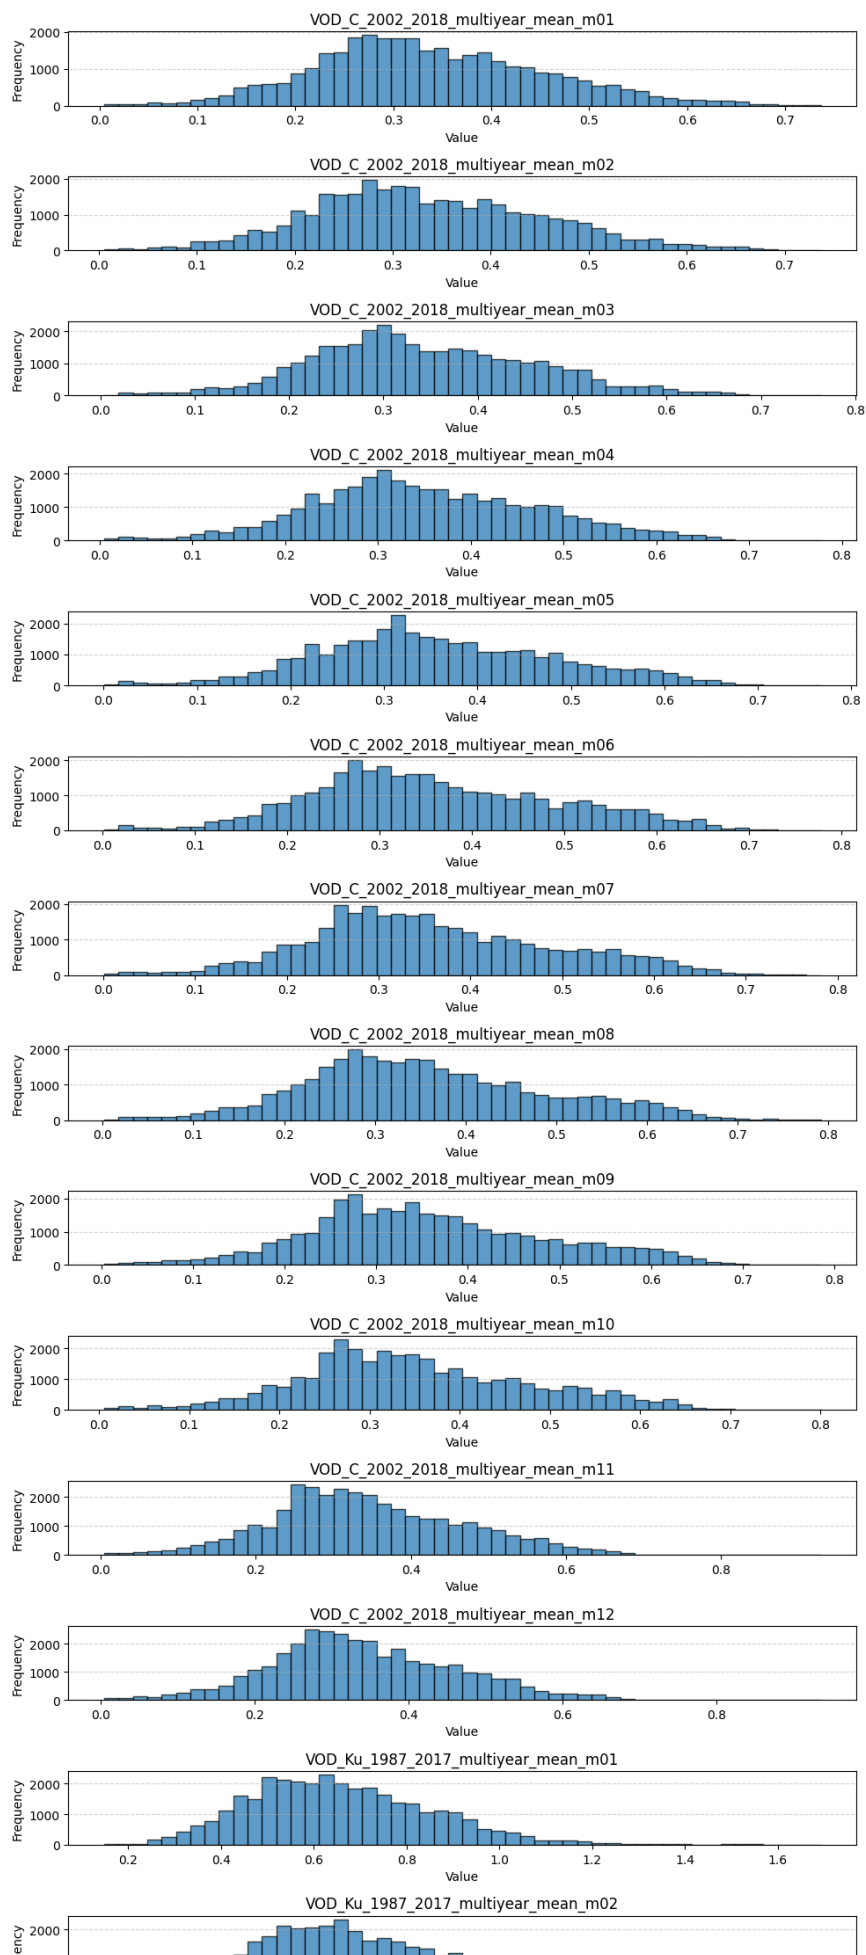 VOD_C_2002_2018_multiyear_mean_m01
2000
1000
0
Frequency
0.0 0.1 0.2 0.3 0.4 0.5 0.6 0.7
Value
VOD_C_2002_2018_multiyear_mean_m02
2000
1000
0
Frequency
0.0 0.1 0.2 0.3 0.4 0.5 0.6 0.7
Value
VOD_C_2002_2018_multiyear_mean_m03
2000
1000
0
Frequency
0.0 0.1 0.2 0.3 0.4 0.5 0.6 0.7 0.8
Value
VOD_C_2002_2018_multiyear_mean_m04
2000
1000
0
Frequency
0.0 0.1 0.2 0.3 0.4 0.5 0.6 0.7 0.8
Value
VOD_C_2002_2018_multiyear_mean_m05
2000
1000
0
Frequency
0.0 0.1 0.2 0.3 0.4 0.5 0.6 0.7 0.8
Value
VOD_C_2002_2018_multiyear_mean_m06
2000
1000
0
Frequency
0.0 0.1 0.2 0.3 0.4 0.5 0.6 0.7 0.8
Value
VOD_C_2002_2018_multiyear_mean_m07
2000
1000
0
Frequency
0.0 0.1 0.2 0.3 0.4 0.5 0.6 0.7 0.8
Value
VOD_C_2002_2018_multiyear_mean_m08
2000
1000
0
Frequency
0.0 0.1 0.2 0.3 0.4 0.5 0.6 0.7 0.8
Value
VOD_C_2002_2018_multiyear_mean_m09
2000
1000
0
Frequency
0.0 0.1 0.2 0.3 0.4 0.5 0.6 0.7 0.8
Value
VOD_C_2002_2018_multiyear_mean_m10
2000
1000
0
Frequency
0.0 0.1 0.2 0.3 0.4 0.5 0.6 0.7 0.8
Value
VOD_C_2002_2018_multiyear_mean_m11
2000
1000
0
Frequency
0.0 0.2 0.4 0.6 0.8
Value
VOD_C_2002_2018_multiyear_mean_m12
2000
1000
0
Frequency
0.0 0.2 0.4 0.6 0.8
Value
VOD_Ku_1987_2017_multiyear_mean_m01
2000
1000
0
Frequency
0.2 0.4 0.6 0.8 1.0 1.2 1.4 1.6
Value
VOD_Ku_1987_2017_multiyear_mean_m02
2000
ency